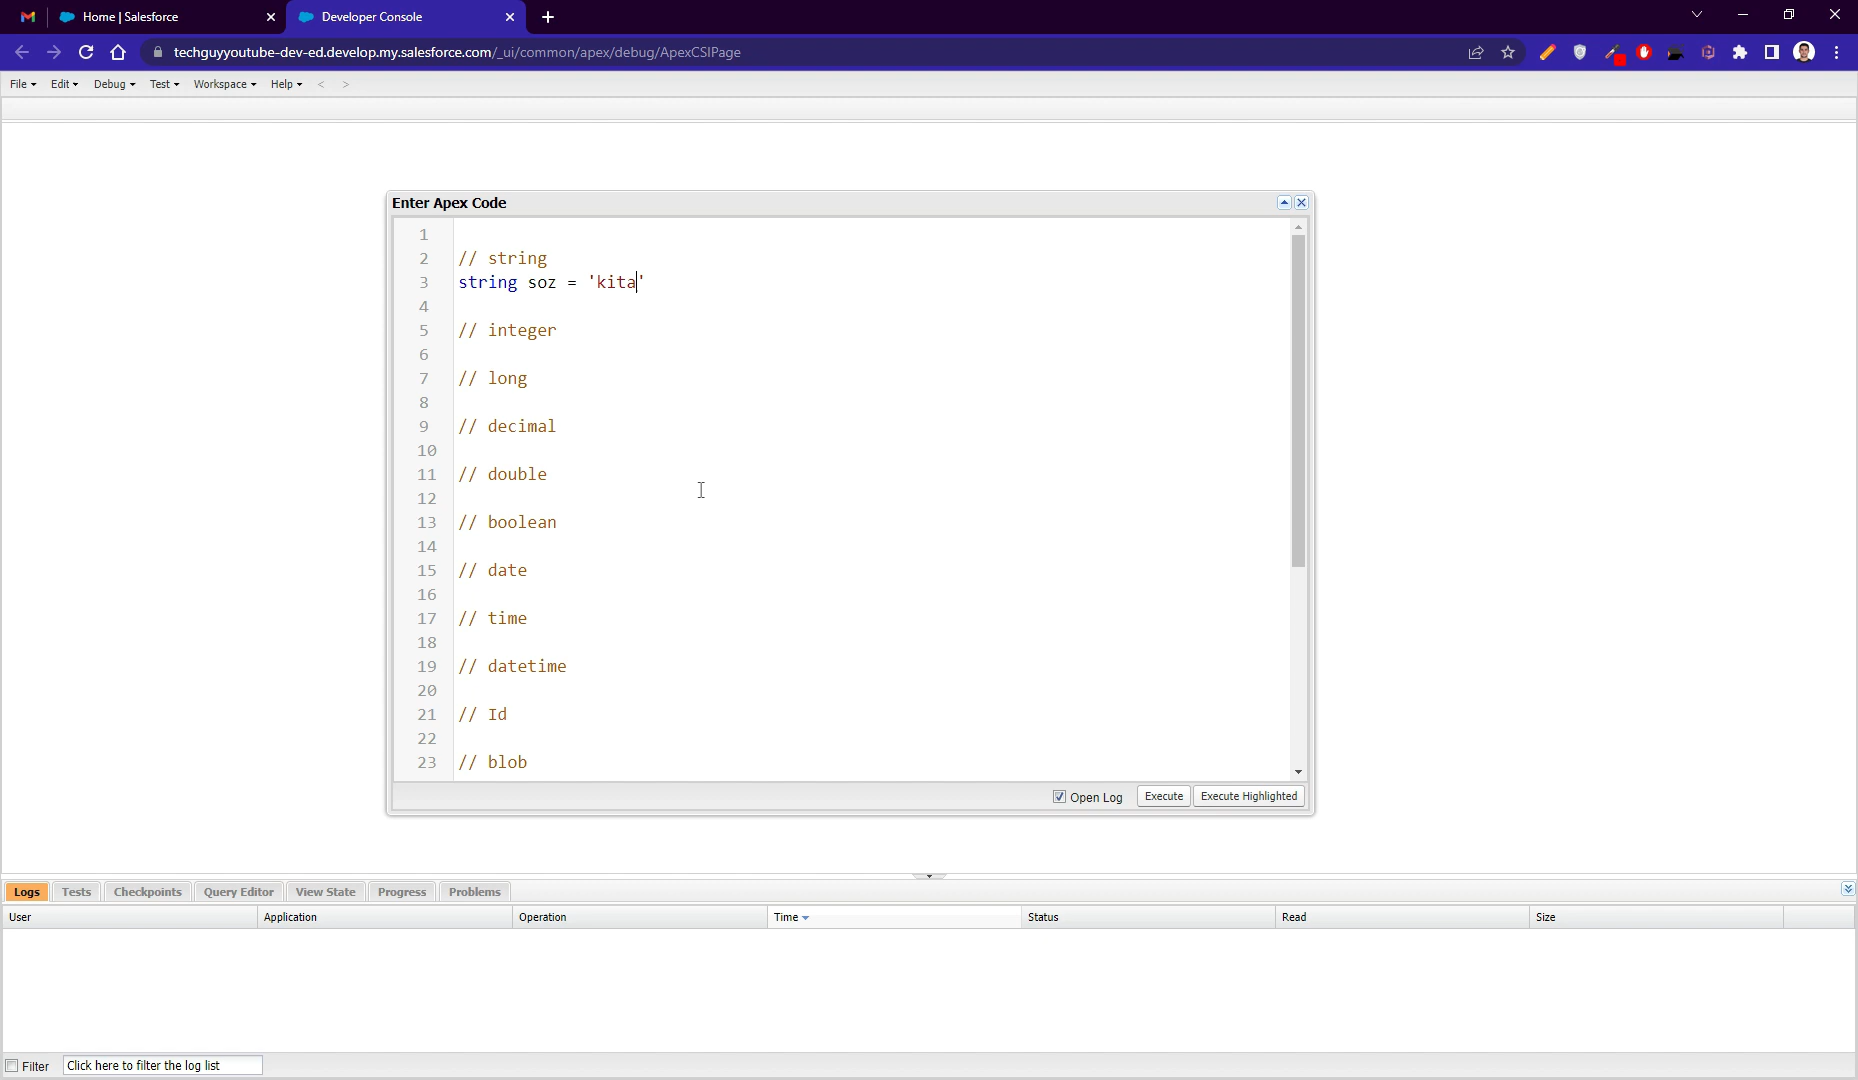 Home | Salesforce
Developer Console
techguyyoutube-dev-ed.develop.my.salesforce.com/_ui/common/apex/debug/ApexCSIPage
File Edit Debug Test Workspace Help < >
Enter Apex Code
1
2 // string
3 string soz = 'kita'
4
5 // integer
6
7 // long
8
9 // decimal
10
11 // double
12
13 // boolean
14
15 // date
16
17 // time
18
19 // datetime
20
21 // Id
22
23 // blob
Open Log Execute Execute Highlighted
Logs Tests Checkpoints Query Editor View State Progress Problems
User Application Operation Time Status Read Size
Filter Click here to filter the log list